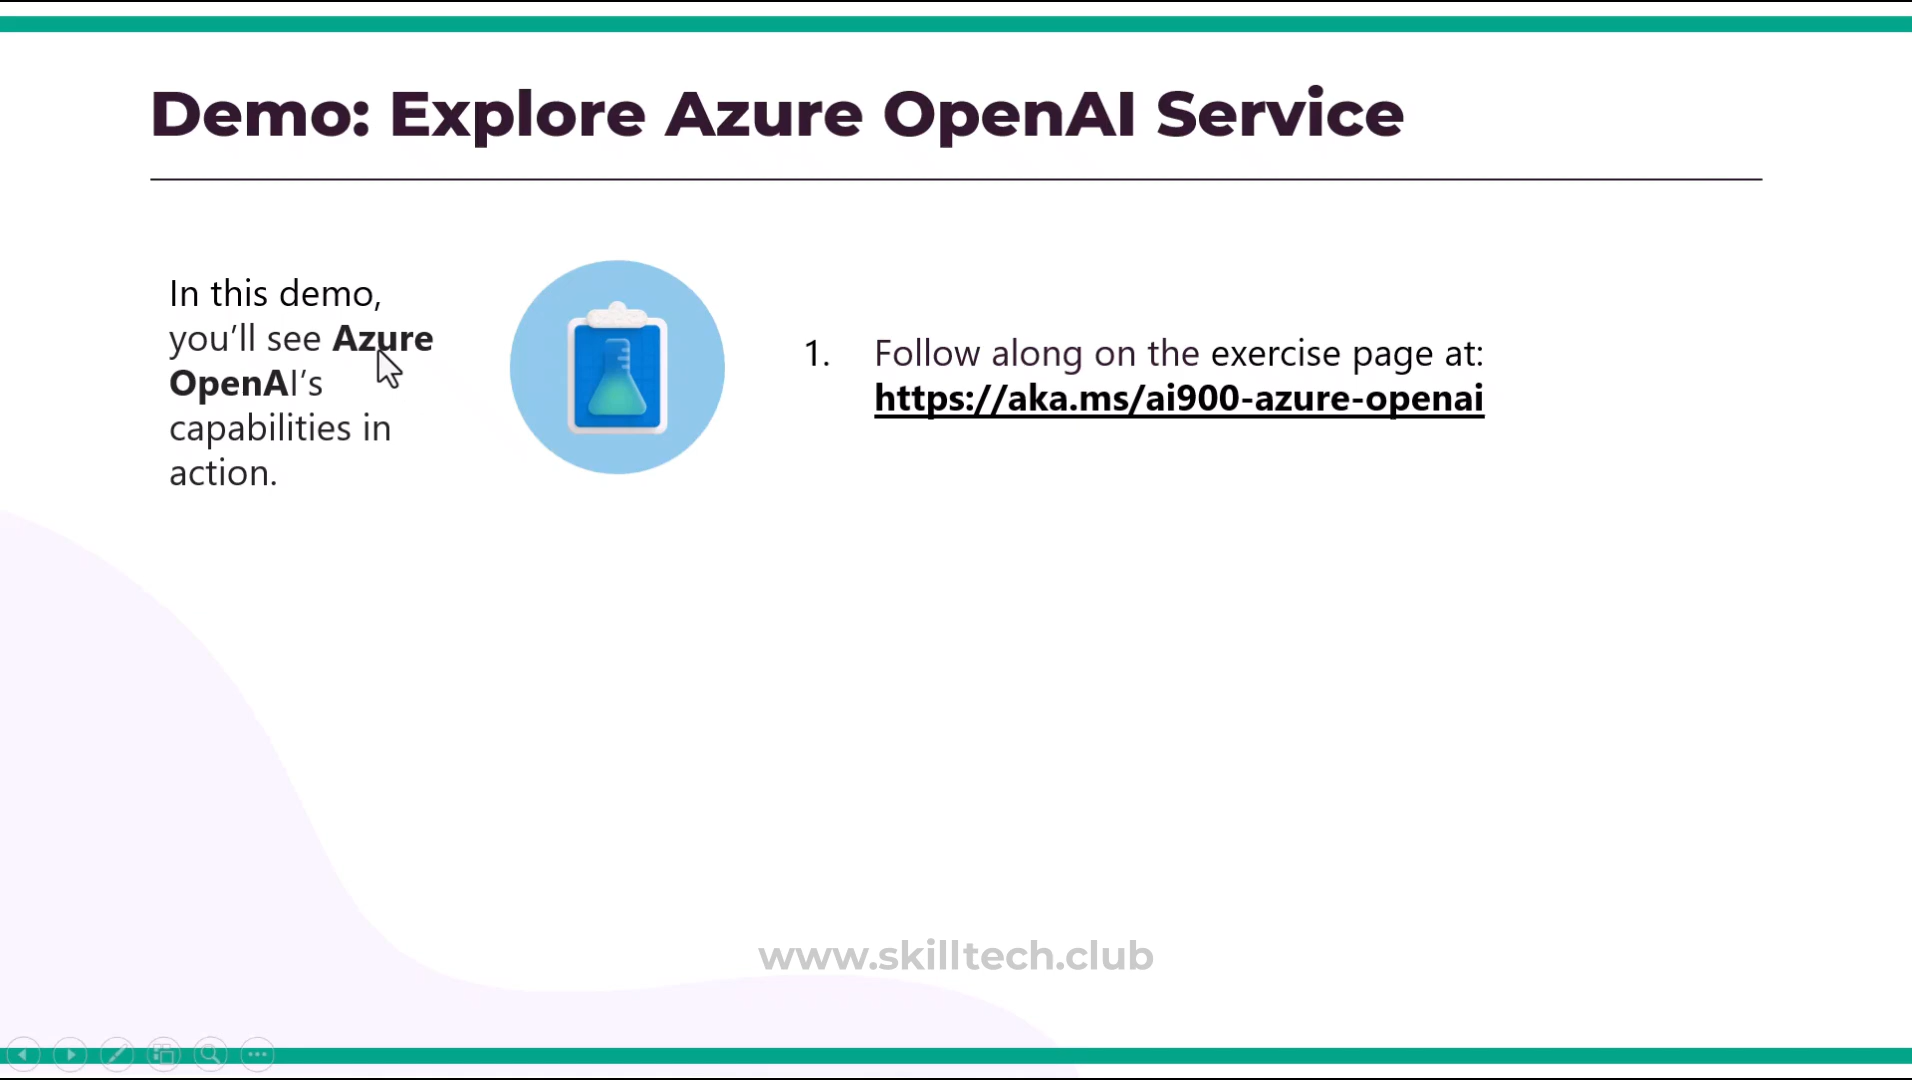 Demo: Explore Azure OpenAI Service
In this demo,
you’ll see Azure
OpenAI’s
capabilities in
action.
1. Follow along on the exercise page at:
https://aka.ms/ai900-azure-openai
www.skilltech.club